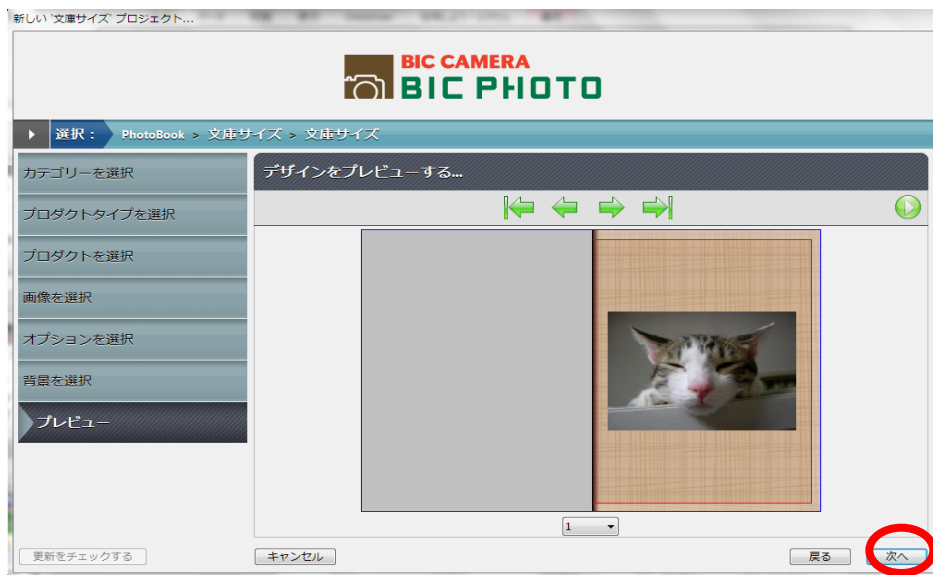 新しい '文庫サイズ' プロジェクト...
BIC CAMERA
BIC PHOTO
選択： PhotoBook > 文庫サイズ > 文庫サイズ
カテゴリーを選択
プロダクトタイプを選択
プロダクトを選択
画像を選択
オプションを選択
背景を選択
プレビュー
デザインをプレビューする...
1
更新をチェックする
キャンセル
戻る
次へ